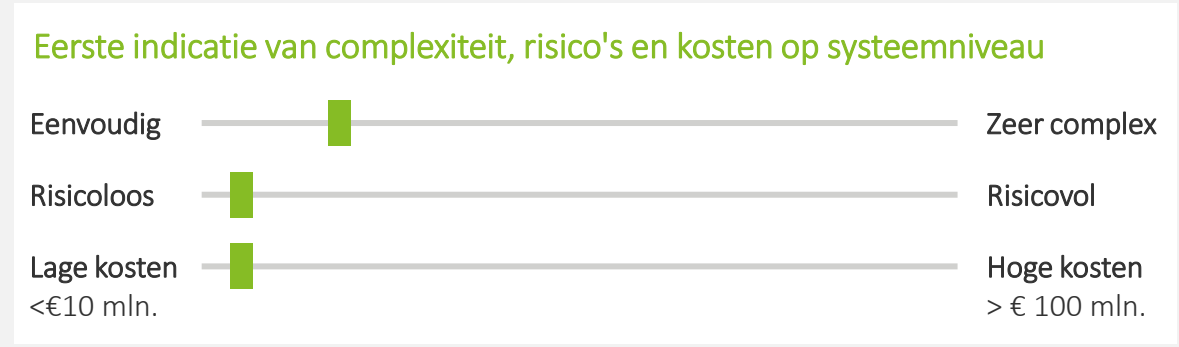 Eerste indicatie van complexiteit, risico's en kosten op systeemniveau
Eenvoudig Zeer complex
Risicoloos Risicovol
Lage kosten Hoge kosten
<€10 mln. > € 100 mln.